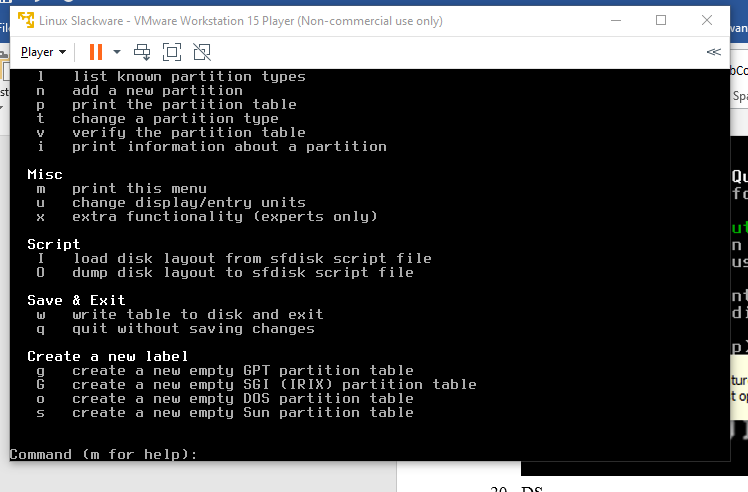 Linux Slackware - VMware Workstation 15 Player (Non-commercial use only)
Player
l list known partition types
n add a new partition
p print the partition table
t change a partition type
v verify the partition table
i print information about a partition
Misc
m print this menu
u change display/entry units
x extra functionality (experts only)
Script
I load disk layout from sfdisk script file
O dump disk layout to sfdisk script file
Save & Exit
w write table to disk and exit
q quit without saving changes
Create a new label
g create a new empty GPT partition table
G create a new empty SGI (IRIX) partition table
o create a new empty DOS partition table
s create a new empty Sun partition table
Command (m for help):